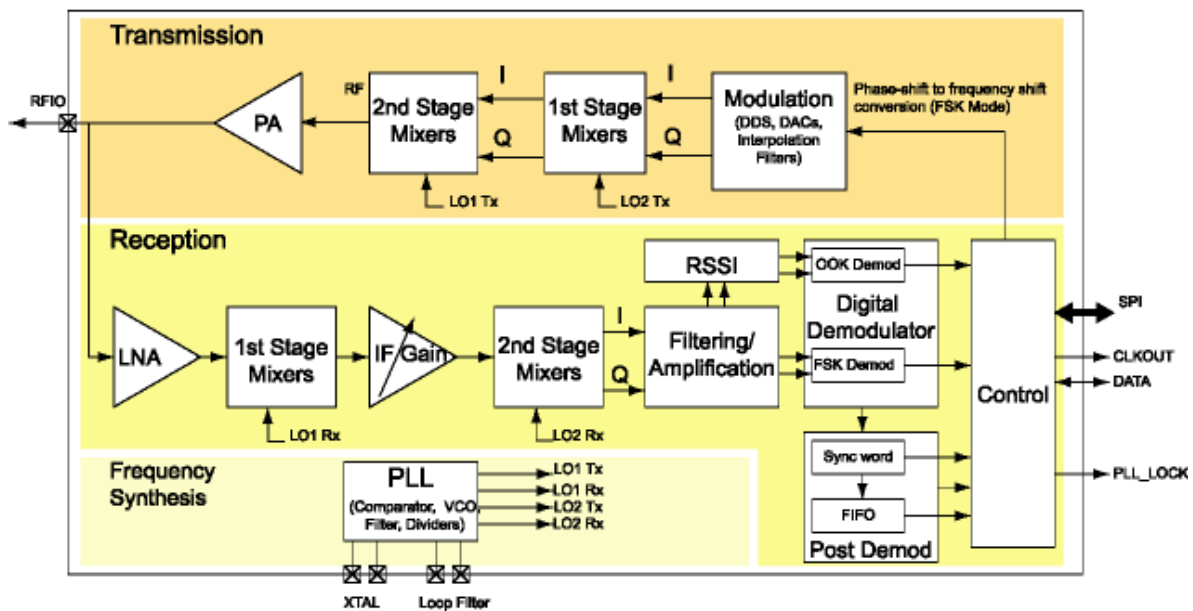 Transmission
RFIO
PA
RF
2nd Stage
Mixers
I
Q
1st Stage
Mixers
I
Q
Modulation
(DDS, DACs,
Interpolation
Filters)
Phase-shift to frequency shift
conversion (FSK Mode)
LO1 Tx
LO2 Tx
Reception
LNA
1st Stage
Mixers
IF Gain
2nd Stage
Mixers
I
Q
RSSI
Filtering/
Amplification
OOK Demod
Digital
Demodulator
FSK Demod
Control
SPI
CLKOUT
DATA
PLL_LOCK
LO1 Rx
LO2 Rx
Sync word
FIFO
Post Demod
Frequency
Synthesis
PLL
(Comparator, VCO,
Filter, Dividers)
LO1 Tx
LO1 Rx
LO2 Tx
LO2 Rx
XTAL
Loop Filter